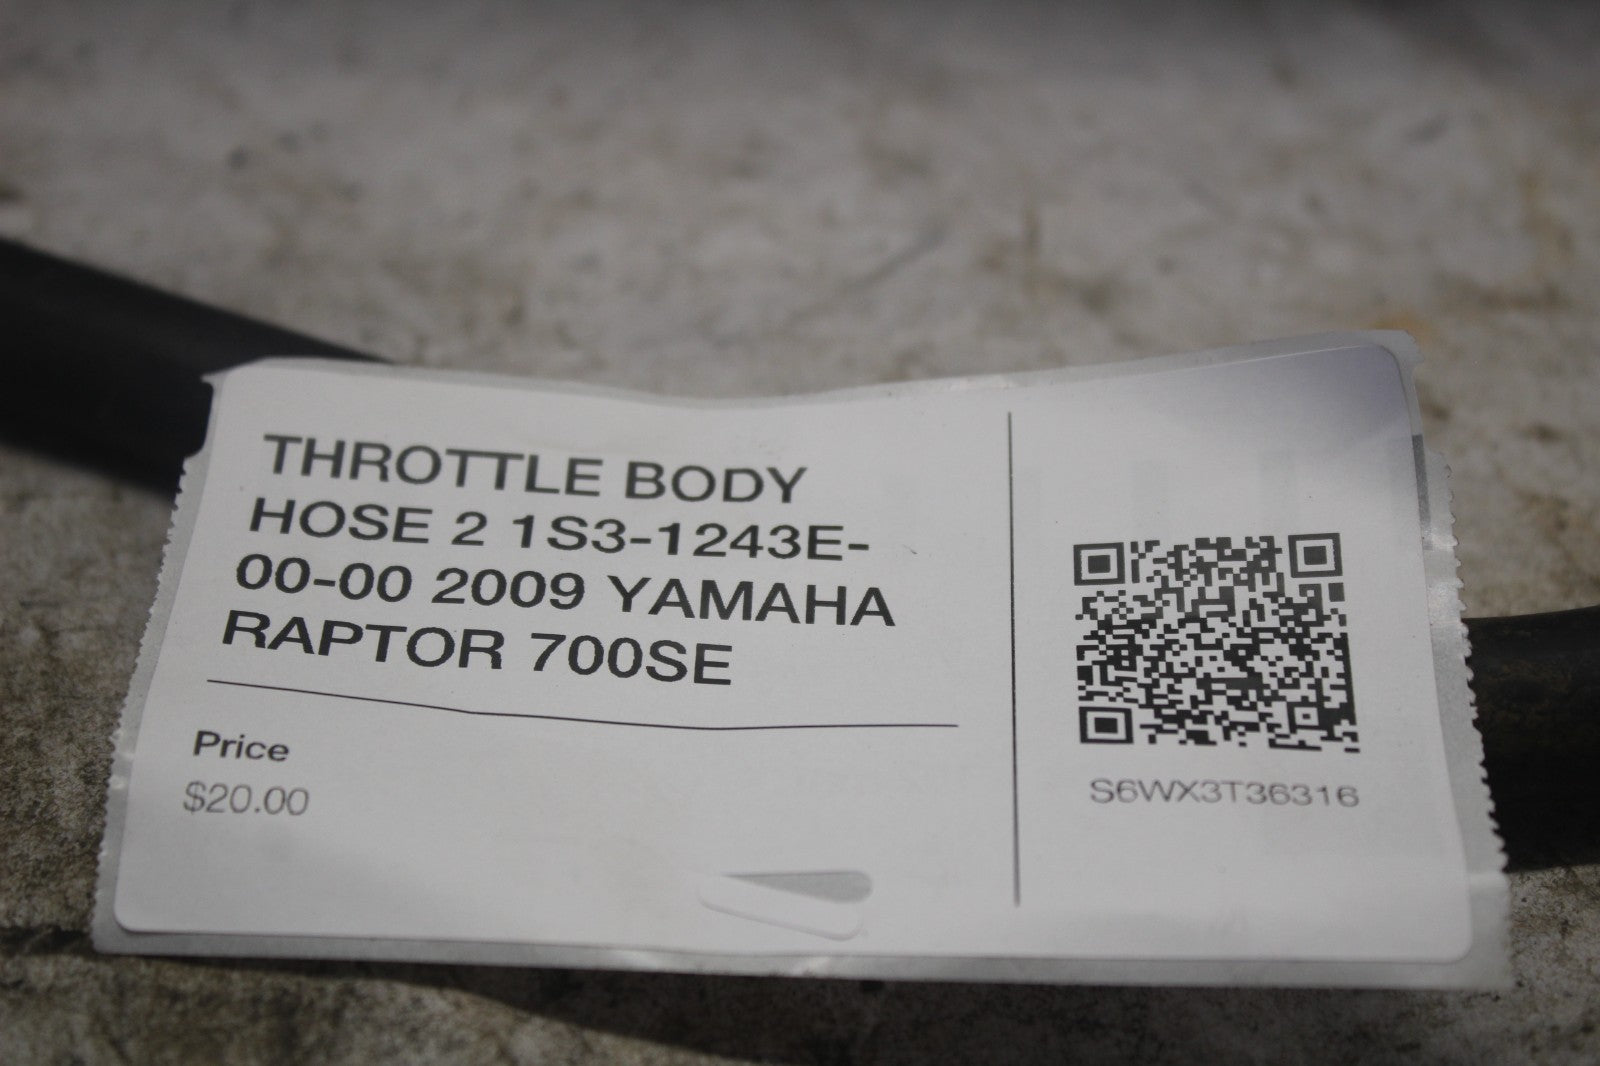 THROTTLE BODY
HOSE 2 1S3-1243E-
00-00 2009 YAMAHA
RAPTOR 700SE
Price
$20.00
S6WX3T36316